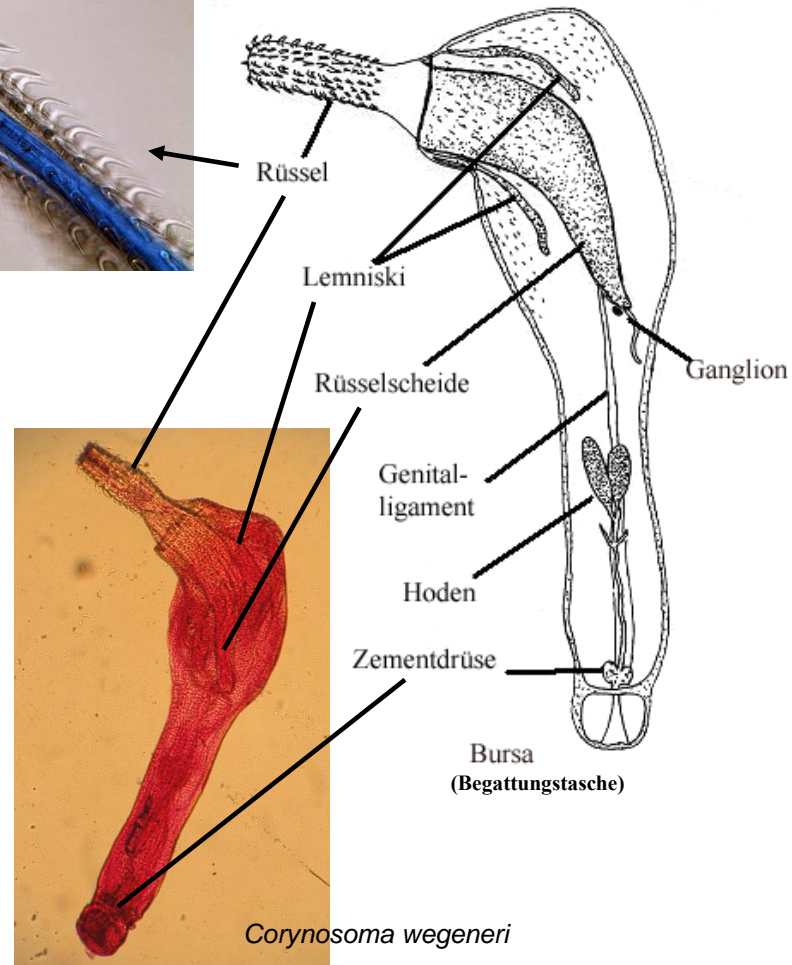 Rüssel
Lemniski
Rüsselscheide
Ganglion
Genital-
ligament
Hoden
Zementdrüse
Bursa
(Begattungstasche)
Corynosoma wegeneri